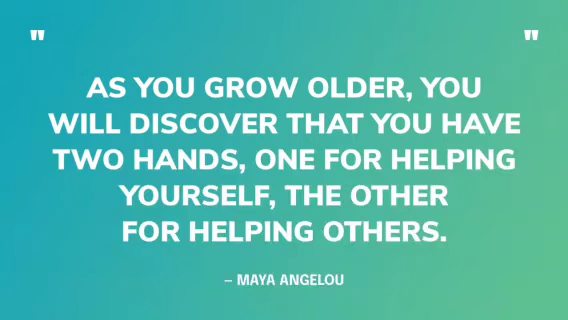 " "
AS YOU GROW OLDER, YOU
WILL DISCOVER THAT YOU HAVE
TWO HANDS, ONE FOR HELPING
YOURSELF, THE OTHER
FOR HELPING OTHERS.
– MAYA ANGELOU